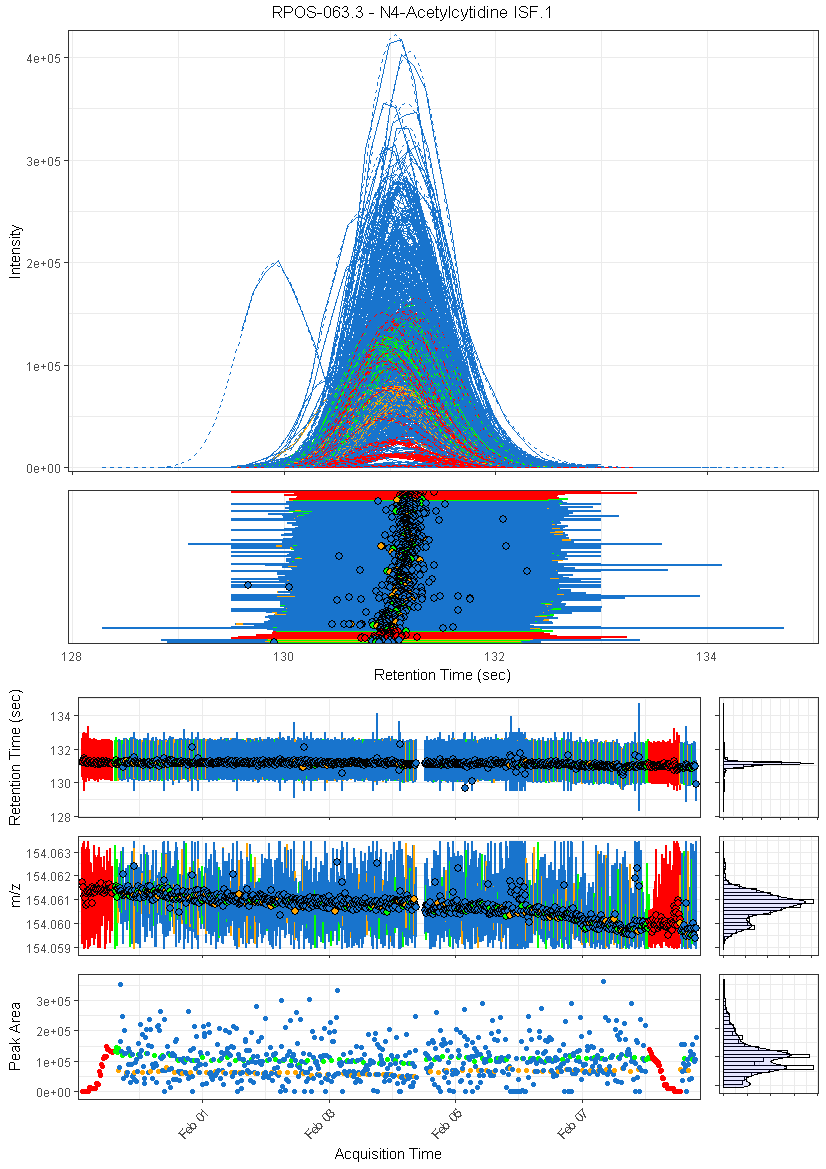 RPOS-063.3 - N4-Acetylcytidine ISF.1
Intensity
4e+05
3e+05
2e+05
1e+05
0e+00
128
130
132
134
Retention Time (sec)
Retention Time (sec)
134
132
130
128
m/z
154.063
154.062
154.061
154.060
154.059
Peak Area
3e+05
2e+05
1e+05
0e+00
Feb 01
Feb 03
Feb 05
Feb 07
Acquisition Time